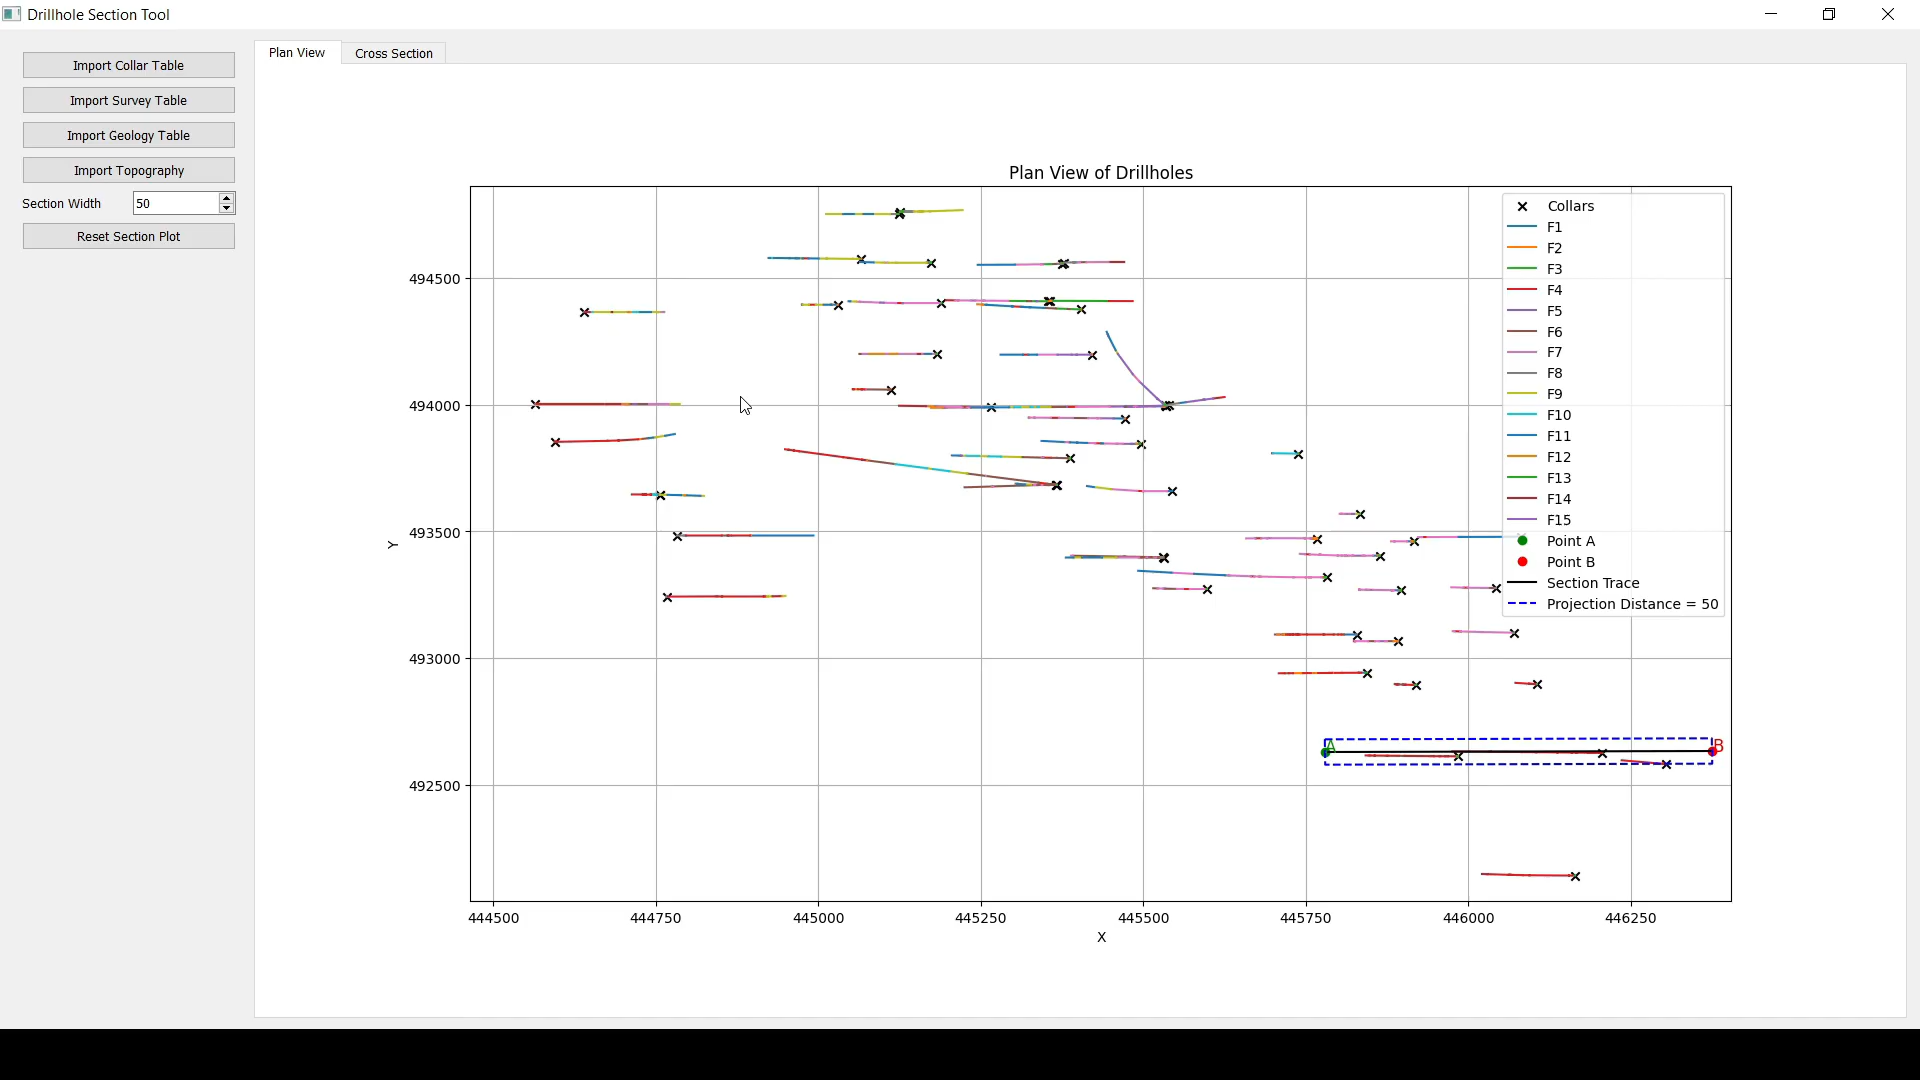 Drillhole Section Tool
Import Collar Table
Import Survey Table
Import Geology Table
Import Topography
Section Width 50
Reset Section Plot
Plan View Cross Section
Plan View of Drillholes
Collars
F1
F2
F3
F4
F5
F6
F7
F8
F9
F10
F11
F12
F13
F14
F15
Point A
Point B
Section Trace
Projection Distance = 50
494500
494000
493500
493000
492500
Y
A B
444500 444750 445000 445250 445500 445750 446000 446250
X